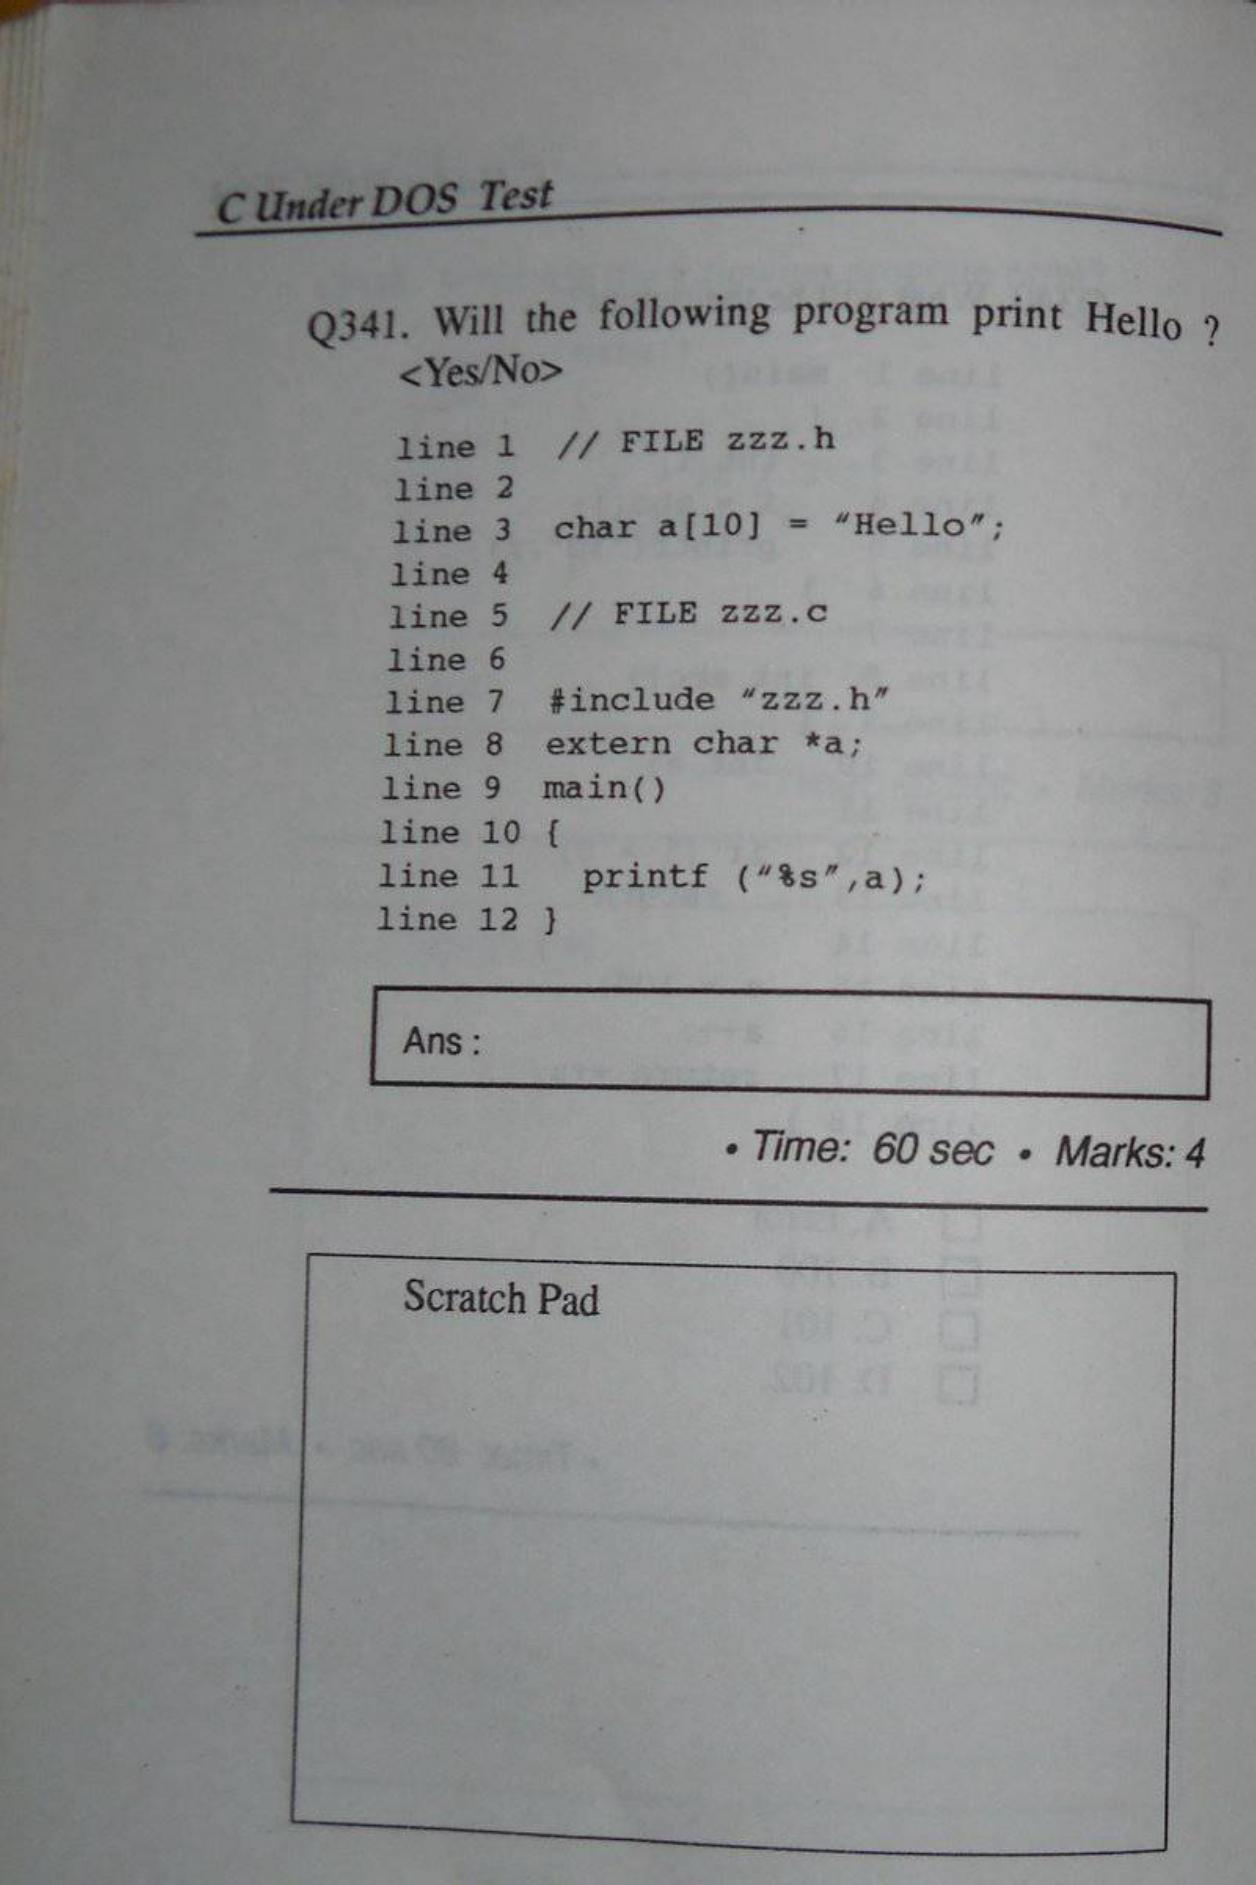 C Under DOS Test
Q341. Will the following program print Hello ?
<Yes/No>
line 1 // FILE zzz.h
line 2
line 3 char a[10] = "Hello";
line 4
line 5 // FILE zzz.c
line 6
line 7 #include "zzz.h"
line 8 extern char *a;
line 9 main()
line 10 {
line 11 printf ("%s",a);
line 12 }
Ans :
• Time: 60 sec • Marks: 4
Scratch Pad